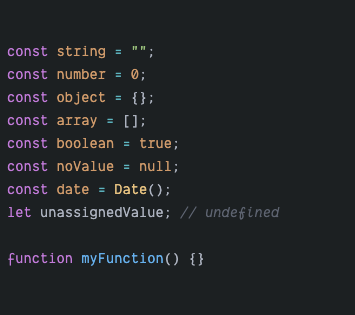 const string = "";
const number = 0;
const object = {};
const array = [];
const boolean = true;
const noValue = null;
const date = Date();
let unassignedValue; // undefined
function myFunction() {}